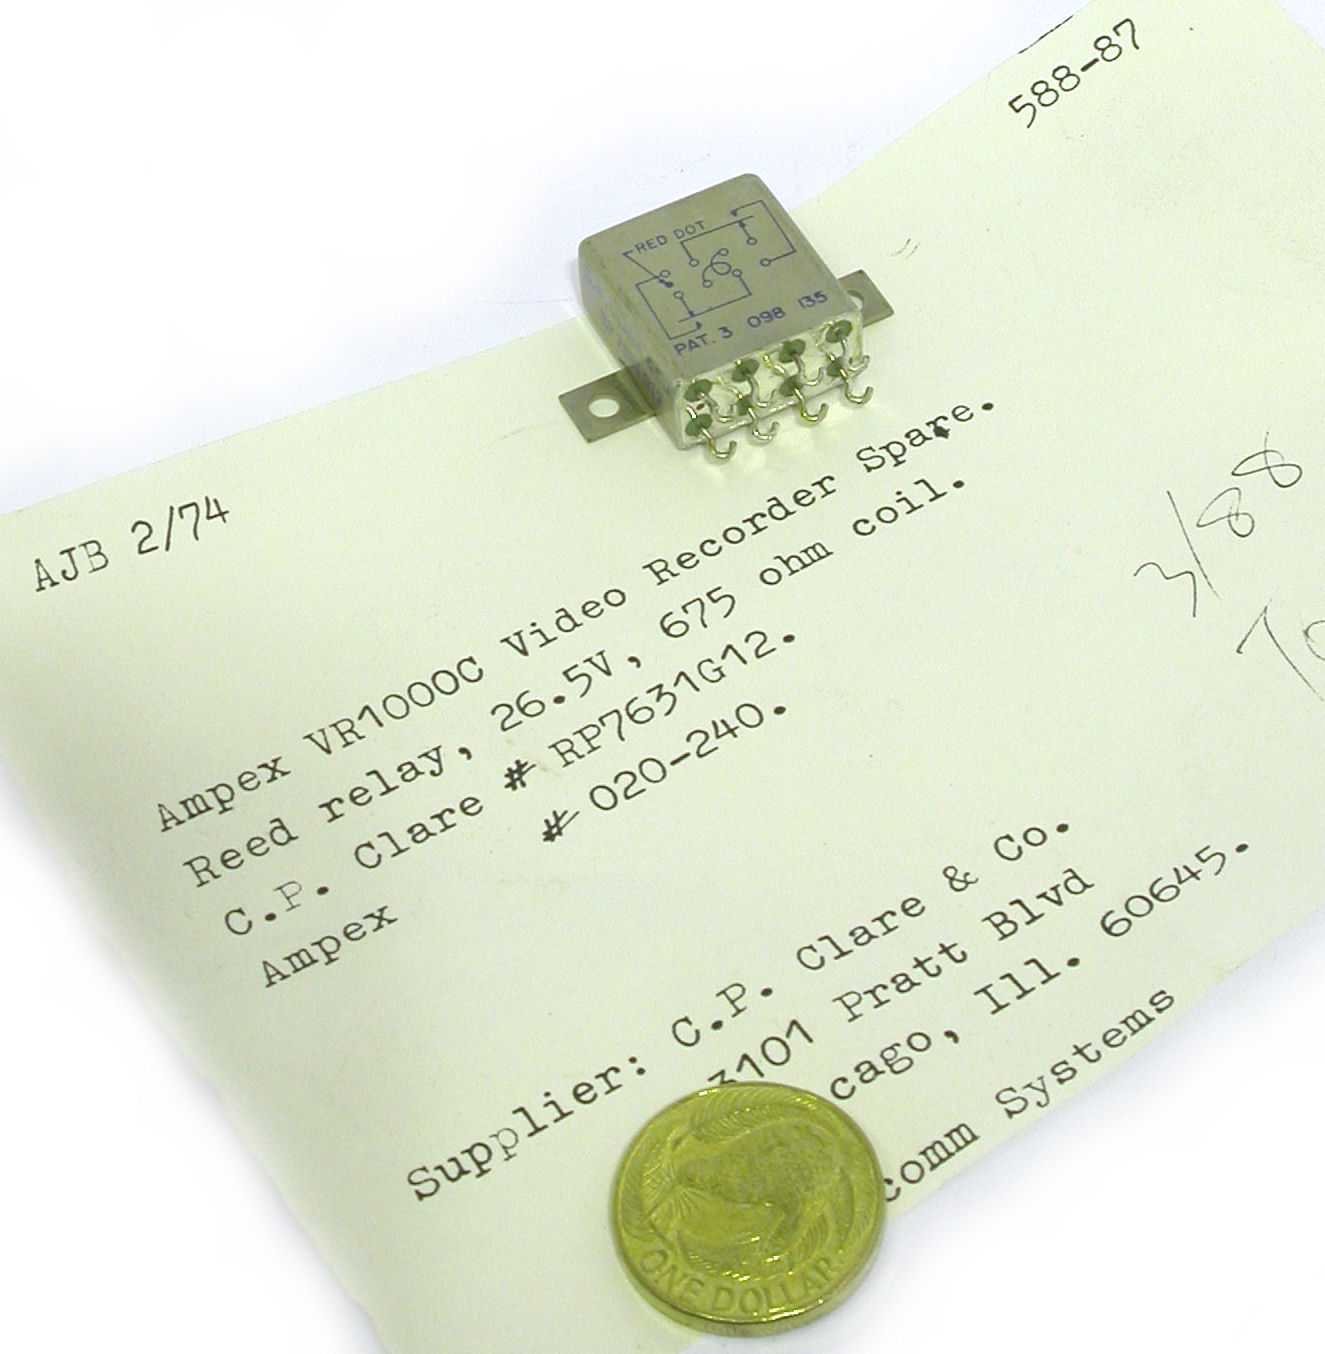 588-87
RED DOT
PAT. 3 098 135
AJB 2/74
Ampex VR1000C Video Recorder Spare.
Reed relay, 26.5V, 675 ohm coil.
C.P. Clare # RP7631G12.
Ampex # 020-240.
3/88
Supplier: C.P. Clare & Co.
3101 Pratt Blvd
cago, Ill. 60645.
comm Systems
ONE DOLLAR